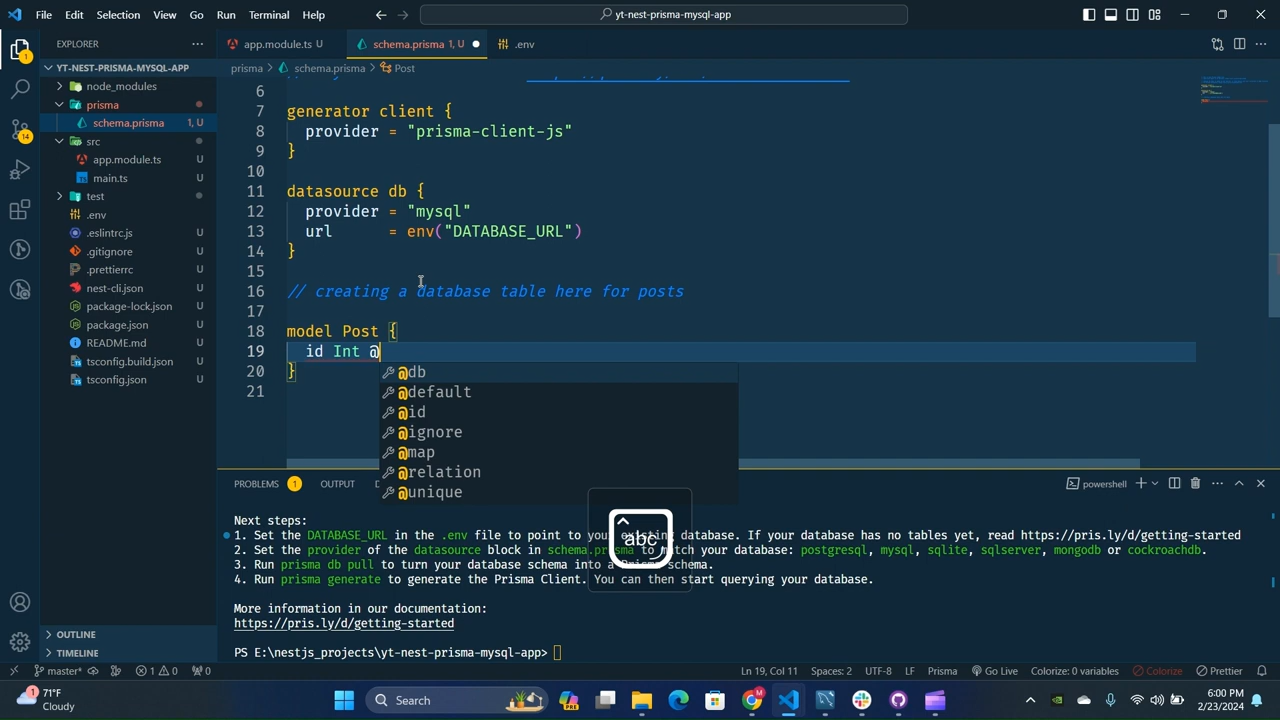 File Edit Selection View Go Run Terminal Help
yt-nest-prisma-mysql-app
EXPLORER
app.module.ts U
schema.prisma 1, U
.env
YT-NEST-PRISMA-MYSQL-APP
prisma > schema.prisma > Post
node_modules
prisma
schema.prisma 1, U
src
app.module.ts U
main.ts U
test
.env U
.eslintrc.js U
.gitignore U
.prettierrc U
nest-cli.json U
package-lock.json U
package.json U
README.md U
tsconfig.build.json U
tsconfig.json U
OUTLINE
TIMELINE
1
14
6
7 generator client {
8 provider = "prisma-client-js"
9 }
10
11 datasource db {
12 provider = "mysql"
13 url = env("DATABASE_URL")
14 }
15
16 // creating a database table here for posts
17
18 model Post {
19 id Int @
20 }
21
@db
@default
@id
@ignore
@map
@relation
@unique
abc
PROBLEMS 1 OUTPUT
powershell
Next steps:
1. Set the DATABASE_URL in the .env file to point to your existing database. If your database has no tables yet, read https://pris.ly/d/getting-started
2. Set the provider of the datasource block in schema.prisma to match your database: postgresql, mysql, sqlite, sqlserver, mongodb or cockroachdb.
3. Run prisma db pull to turn your database schema into a Prisma schema.
4. Run prisma generate to generate the Prisma Client. You can then start querying your database.
More information in our documentation:
https://pris.ly/d/getting-started
PS E:\nestjs_projects\yt-nest-prisma-mysql-app>
master* 1 0 0 Ln 19, Col 11 Spaces: 2 UTF-8 LF Prisma Go Live Colorize: 0 variables Colorize Prettier
1
71°F
Cloudy
Search
PRE
M
6:00 PM
2/23/2024